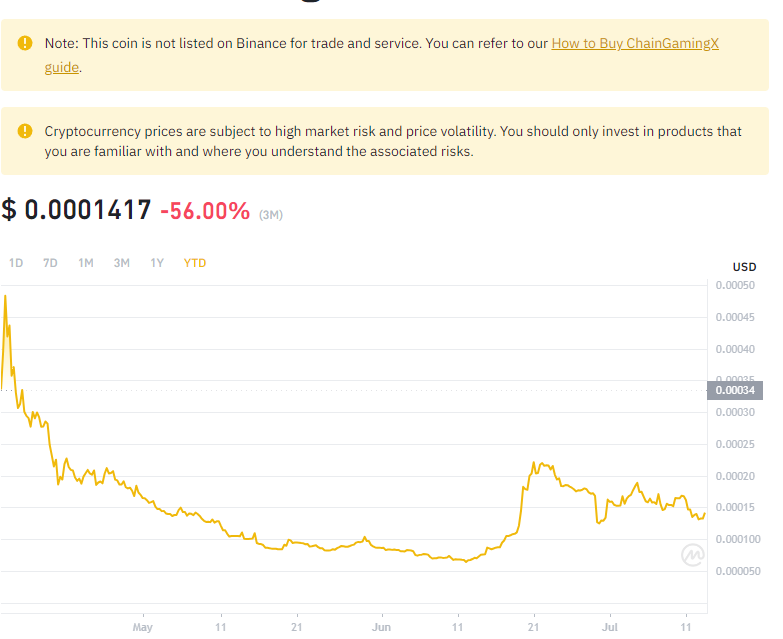 Note: This coin is not listed on Binance for trade and service. You can refer to our How to Buy ChainGamingX
guide.
Cryptocurrency prices are subject to high market risk and price volatility. You should only invest in products that
you are familiar with and where you understand the associated risks.
$ 0.0001417 -56.00% (3M)
1D 7D 1M 3M 1Y YTD
USD
0.00050
0.00045
0.00040
0.00035
0.00034
0.00030
0.00025
0.00020
0.00015
0.000100
0.000050
May 11 21 Jun 11 21 Jul 11